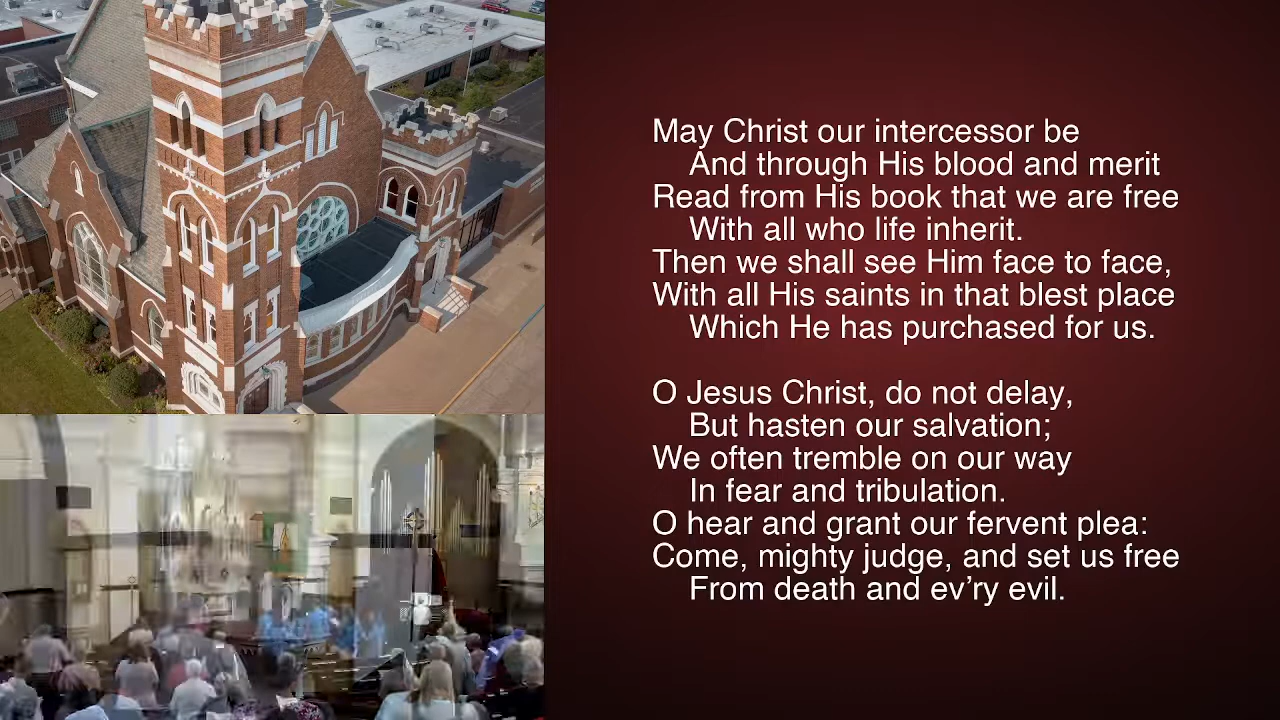 May Christ our intercessor be
And through His blood and merit
Read from His book that we are free
With all who life inherit.
Then we shall see Him face to face,
With all His saints in that blest place
Which He has purchased for us.
O Jesus Christ, do not delay,
But hasten our salvation;
We often tremble on our way
In fear and tribulation.
O hear and grant our fervent plea:
Come, mighty judge, and set us free
From death and ev’ry evil.